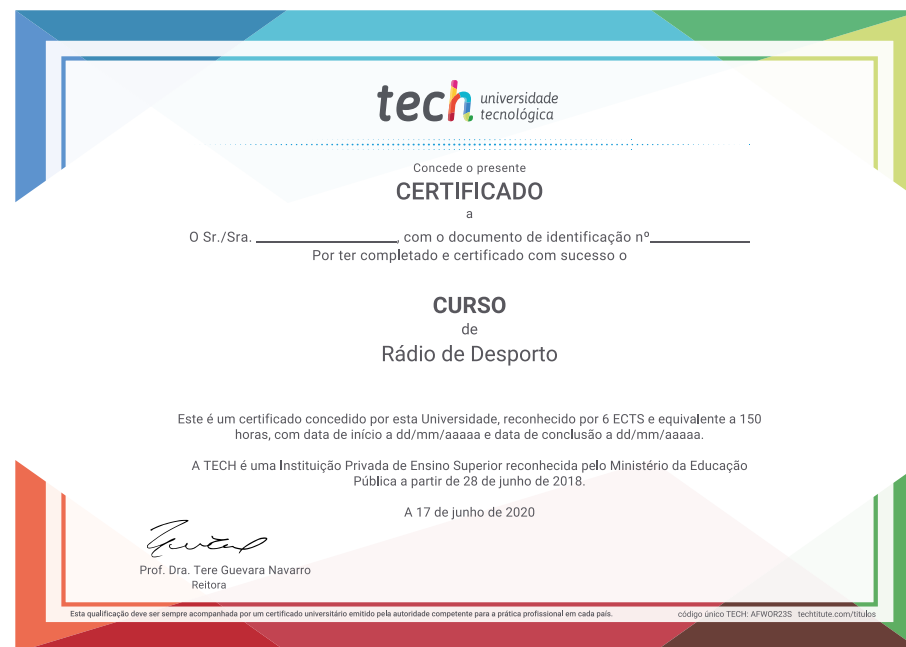 tech universidade
tecnológica
Concede o presente
CERTIFICADO
a
O Sr./Sra. , com o documento de identificação nº
Por ter completado e certificado com sucesso o
CURSO
de
Rádio de Desporto
Este é um certificado concedido por esta Universidade, reconhecido por 6 ECTS e equivalente a 150
horas, com data de início a dd/mm/aaaaa e data de conclusão a dd/mm/aaaaa.
A TECH é uma Instituição Privada de Ensino Superior reconhecida pelo Ministério da Educação
Pública a partir de 28 de junho de 2018.
A 17 de junho de 2020
Prof. Dra. Tere Guevara Navarro
Reitora
Esta qualificação deve ser sempre acompanhada por um certificado universitário emitido pela autoridade competente para a prática profissional em cada país. código único TECH: AFWOR23S techtitute.com/titulos